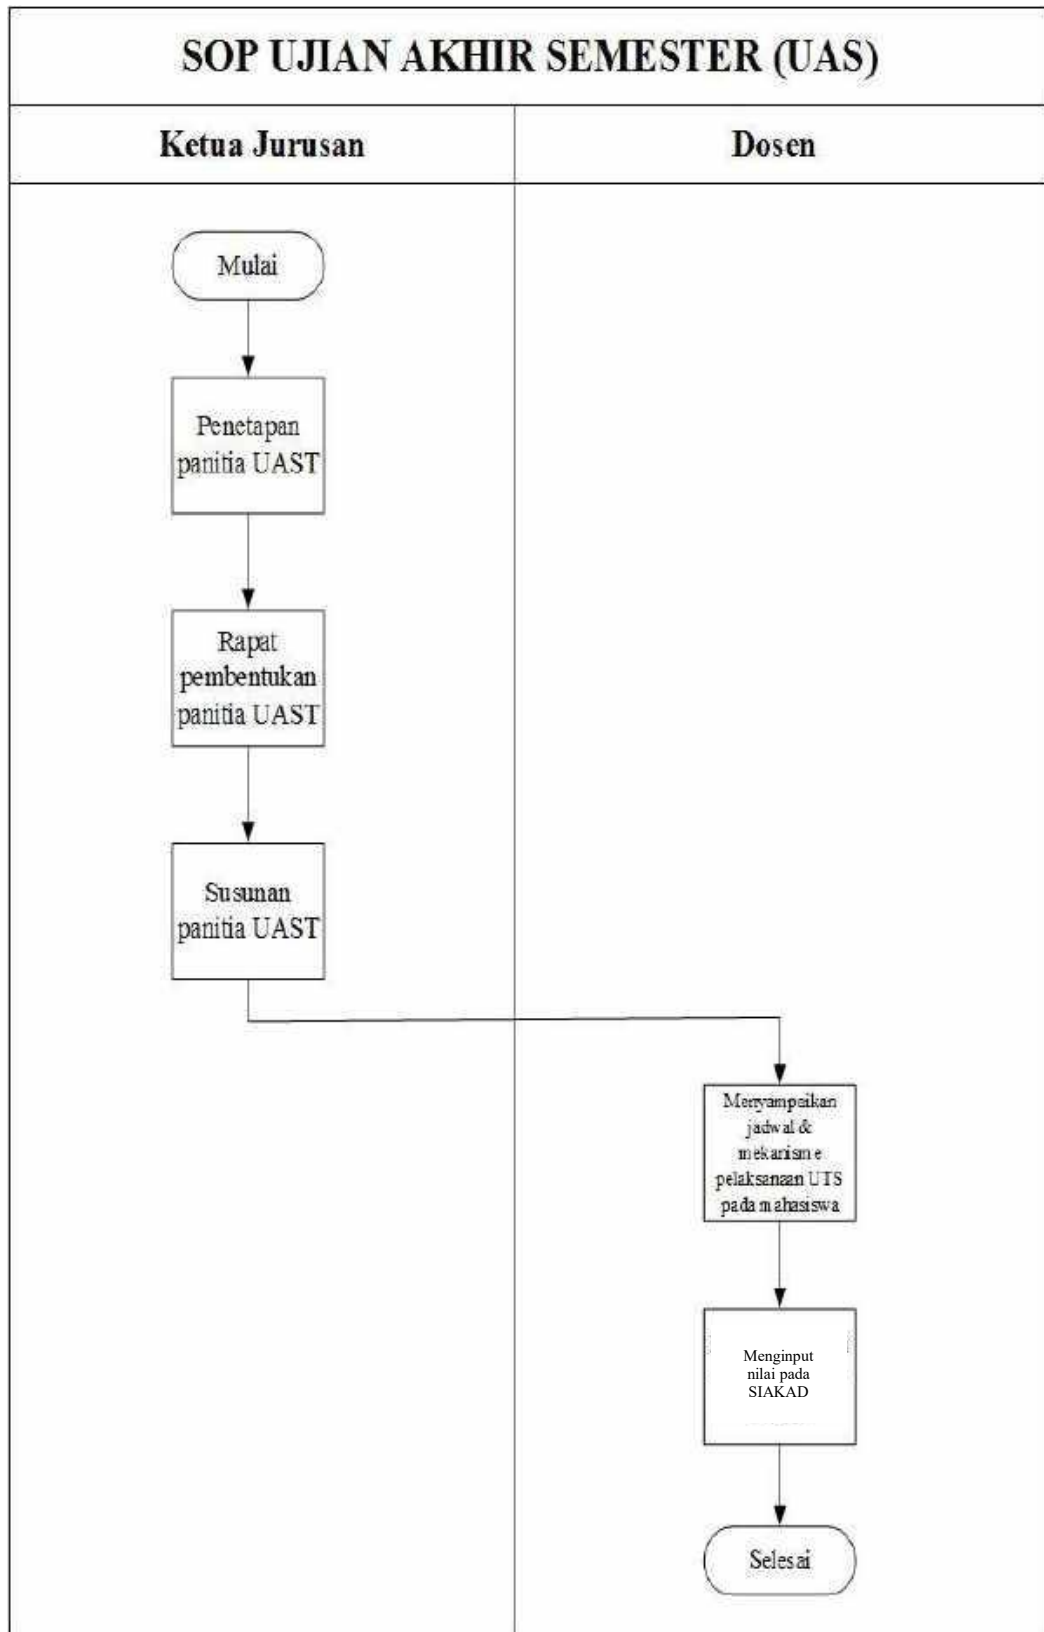 SOP UJIAN AKHIR SEMESTER (UAS)
Ketua Jurusan
Dosen
Mulai
Penetapan
panitia UAST
Rapat
pembentukan
panitia UAST
Susunan
panitia UAST
Menyampaikan
jadwal &
mekanisme
pelaksanaan UTS
pada mahasiswa
Menginput
nilai pada
SIAKAD
Selesai